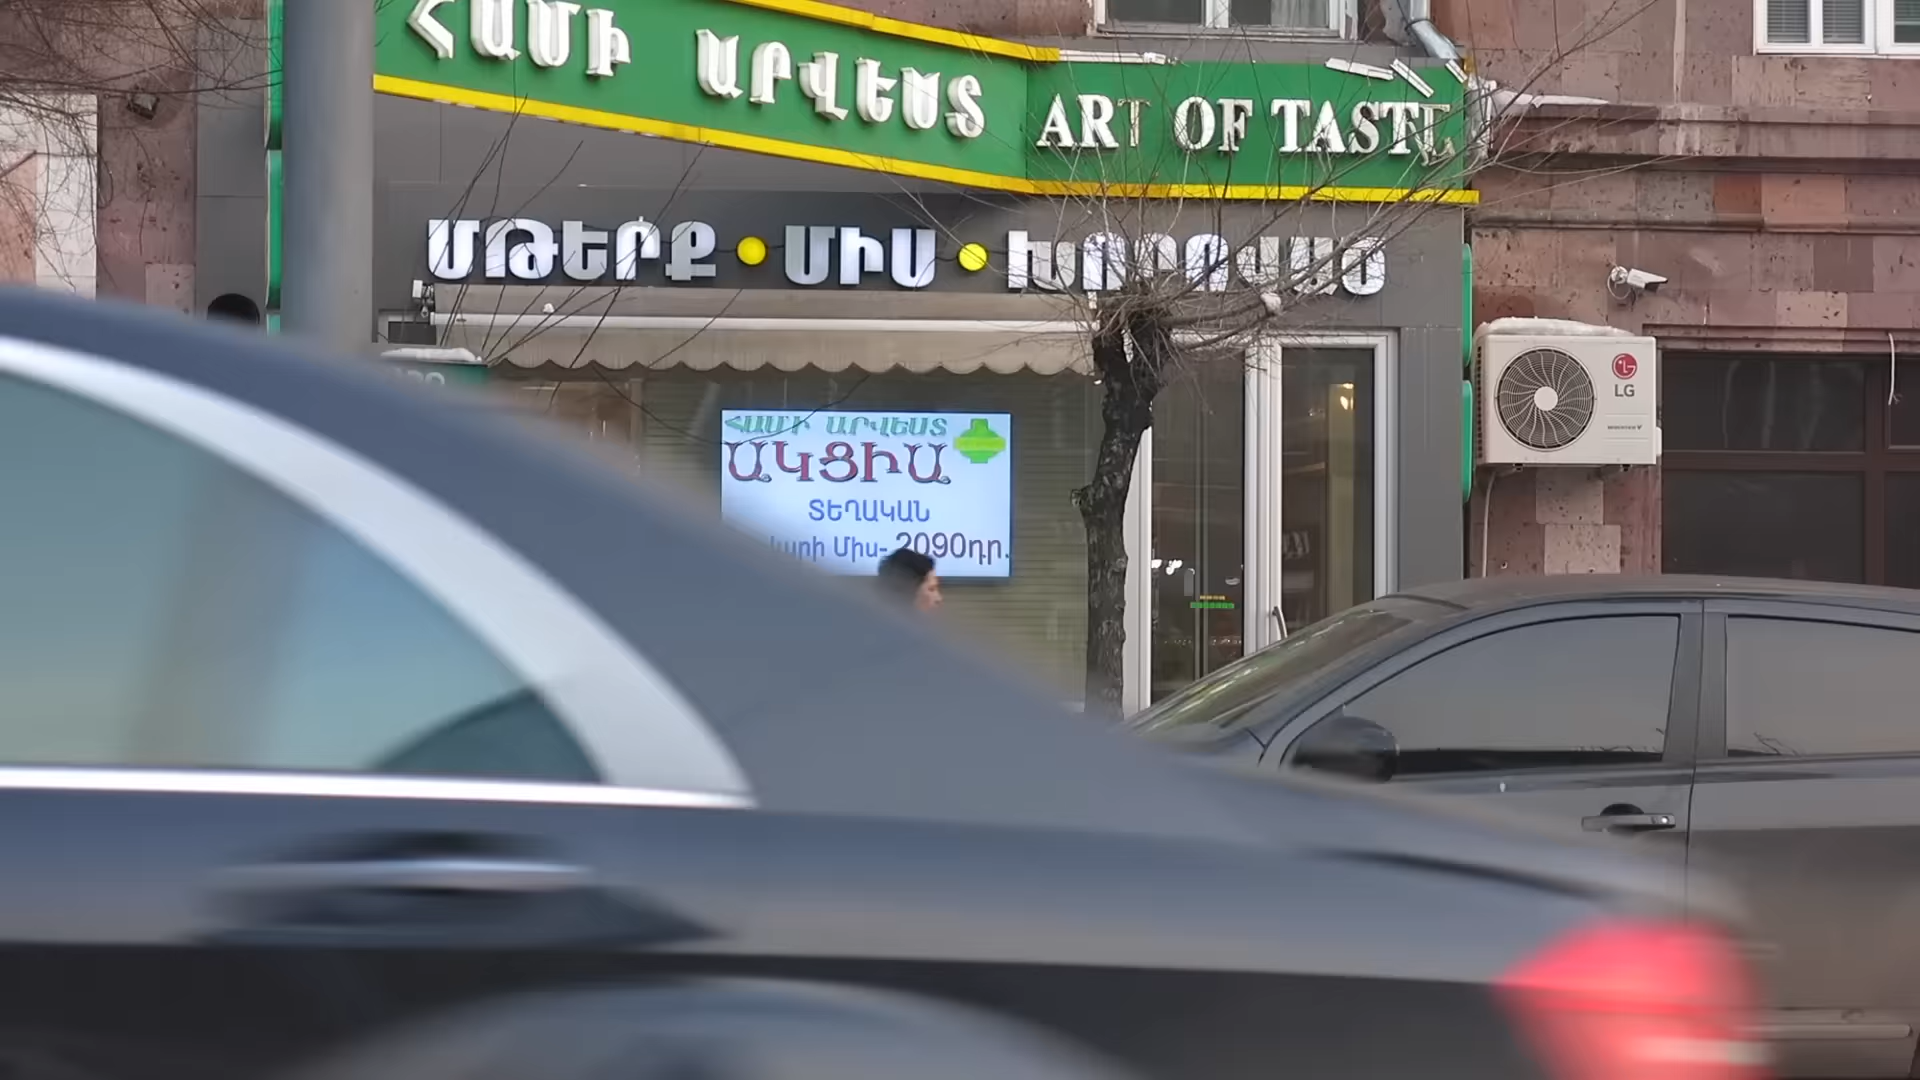 ՀԱՄԻ ԱՐՎԵՍՏ
ART OF TASTE
ՄԹԵՐՔ • ՄԻՍ • ԽՈՐՈՎԱԾ
ՀԱՄԻ ԱՐՎԵՍՏ
ԱԿՑԻԱ
ՏԵՂԱԿԱՆ
Միս- 2090դր.
LG